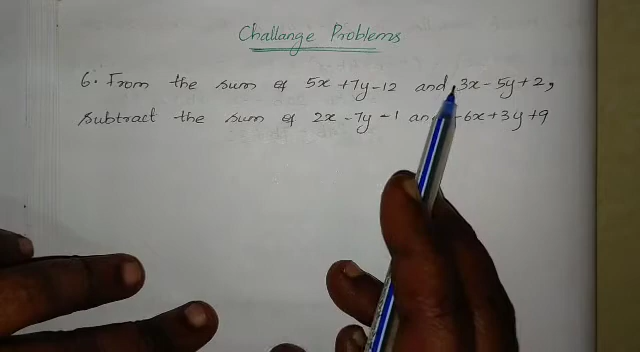 Challange Problems
6. From the sum of 5x +7y-12 and 3x - 5y + 2,
subtract the sum of 2x -7y -1 and -6x + 3y +9